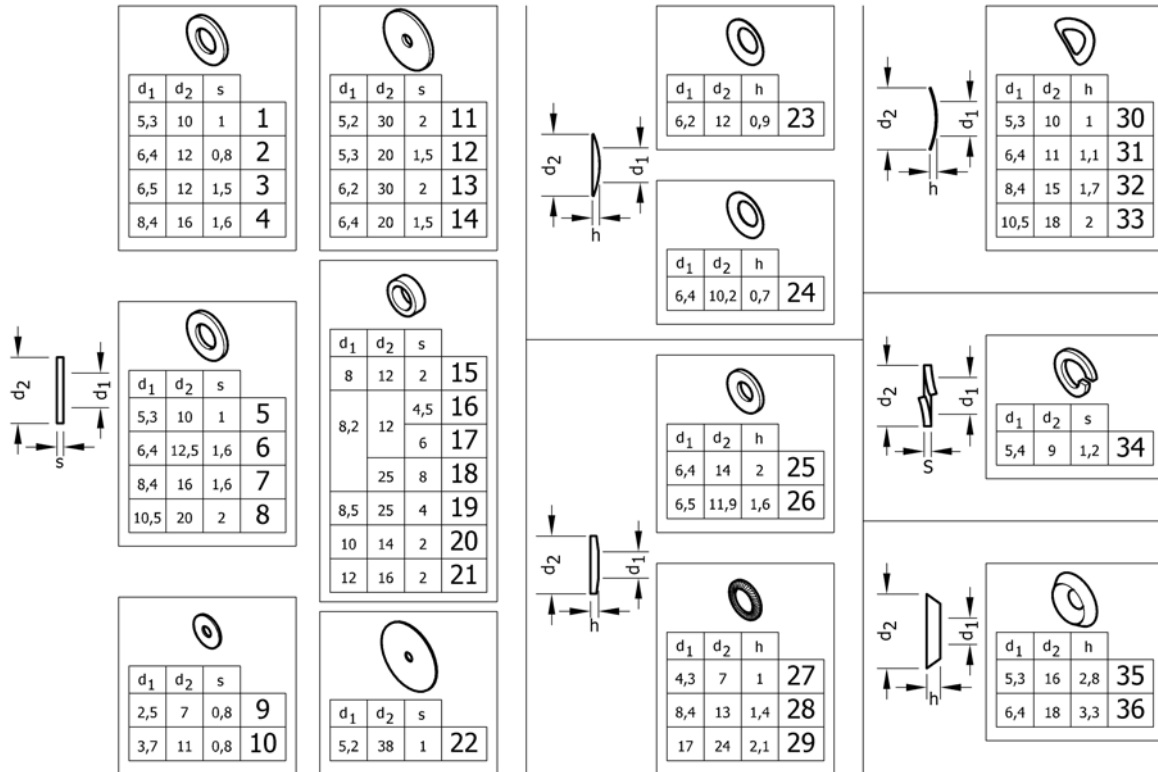 d1 d2 s
5,3 10 1 1
6,4 12 0,8 2
6,5 12 1,5 3
8,4 16 1,6 4
d2
d1
s
d1 d2 s
5,3 10 1 5
6,4 12,5 1,6 6
8,4 16 1,6 7
10,5 20 2 8
d1 d2 s
2,5 7 0,8 9
3,7 11 0,8 10
d1 d2 s
5,2 30 2 11
5,3 20 1,5 12
6,2 30 2 13
6,4 20 1,5 14
d1 d2 s
8 12 2 15
8,2 12 4,5 16
6 17
25 8 18
8,5 25 4 19
10 14 2 20
12 16 2 21
d1 d2 s
5,2 38 1 22
d2
d1
h
d1 d2 h
6,2 12 0,9 23
d1 d2 h
6,4 10,2 0,7 24
d2
d1
h
d1 d2 h
6,4 14 2 25
6,5 11,9 1,6 26
d1 d2 h
4,3 7 1 27
8,4 13 1,4 28
17 24 2,1 29
d2
d1
h
d1 d2 h
5,3 10 1 30
6,4 11 1,1 31
8,4 15 1,7 32
10,5 18 2 33
d2
d1
S
d1 d2 s
5,4 9 1,2 34
d2
d1
h
d1 d2 h
5,3 16 2,8 35
6,4 18 3,3 36